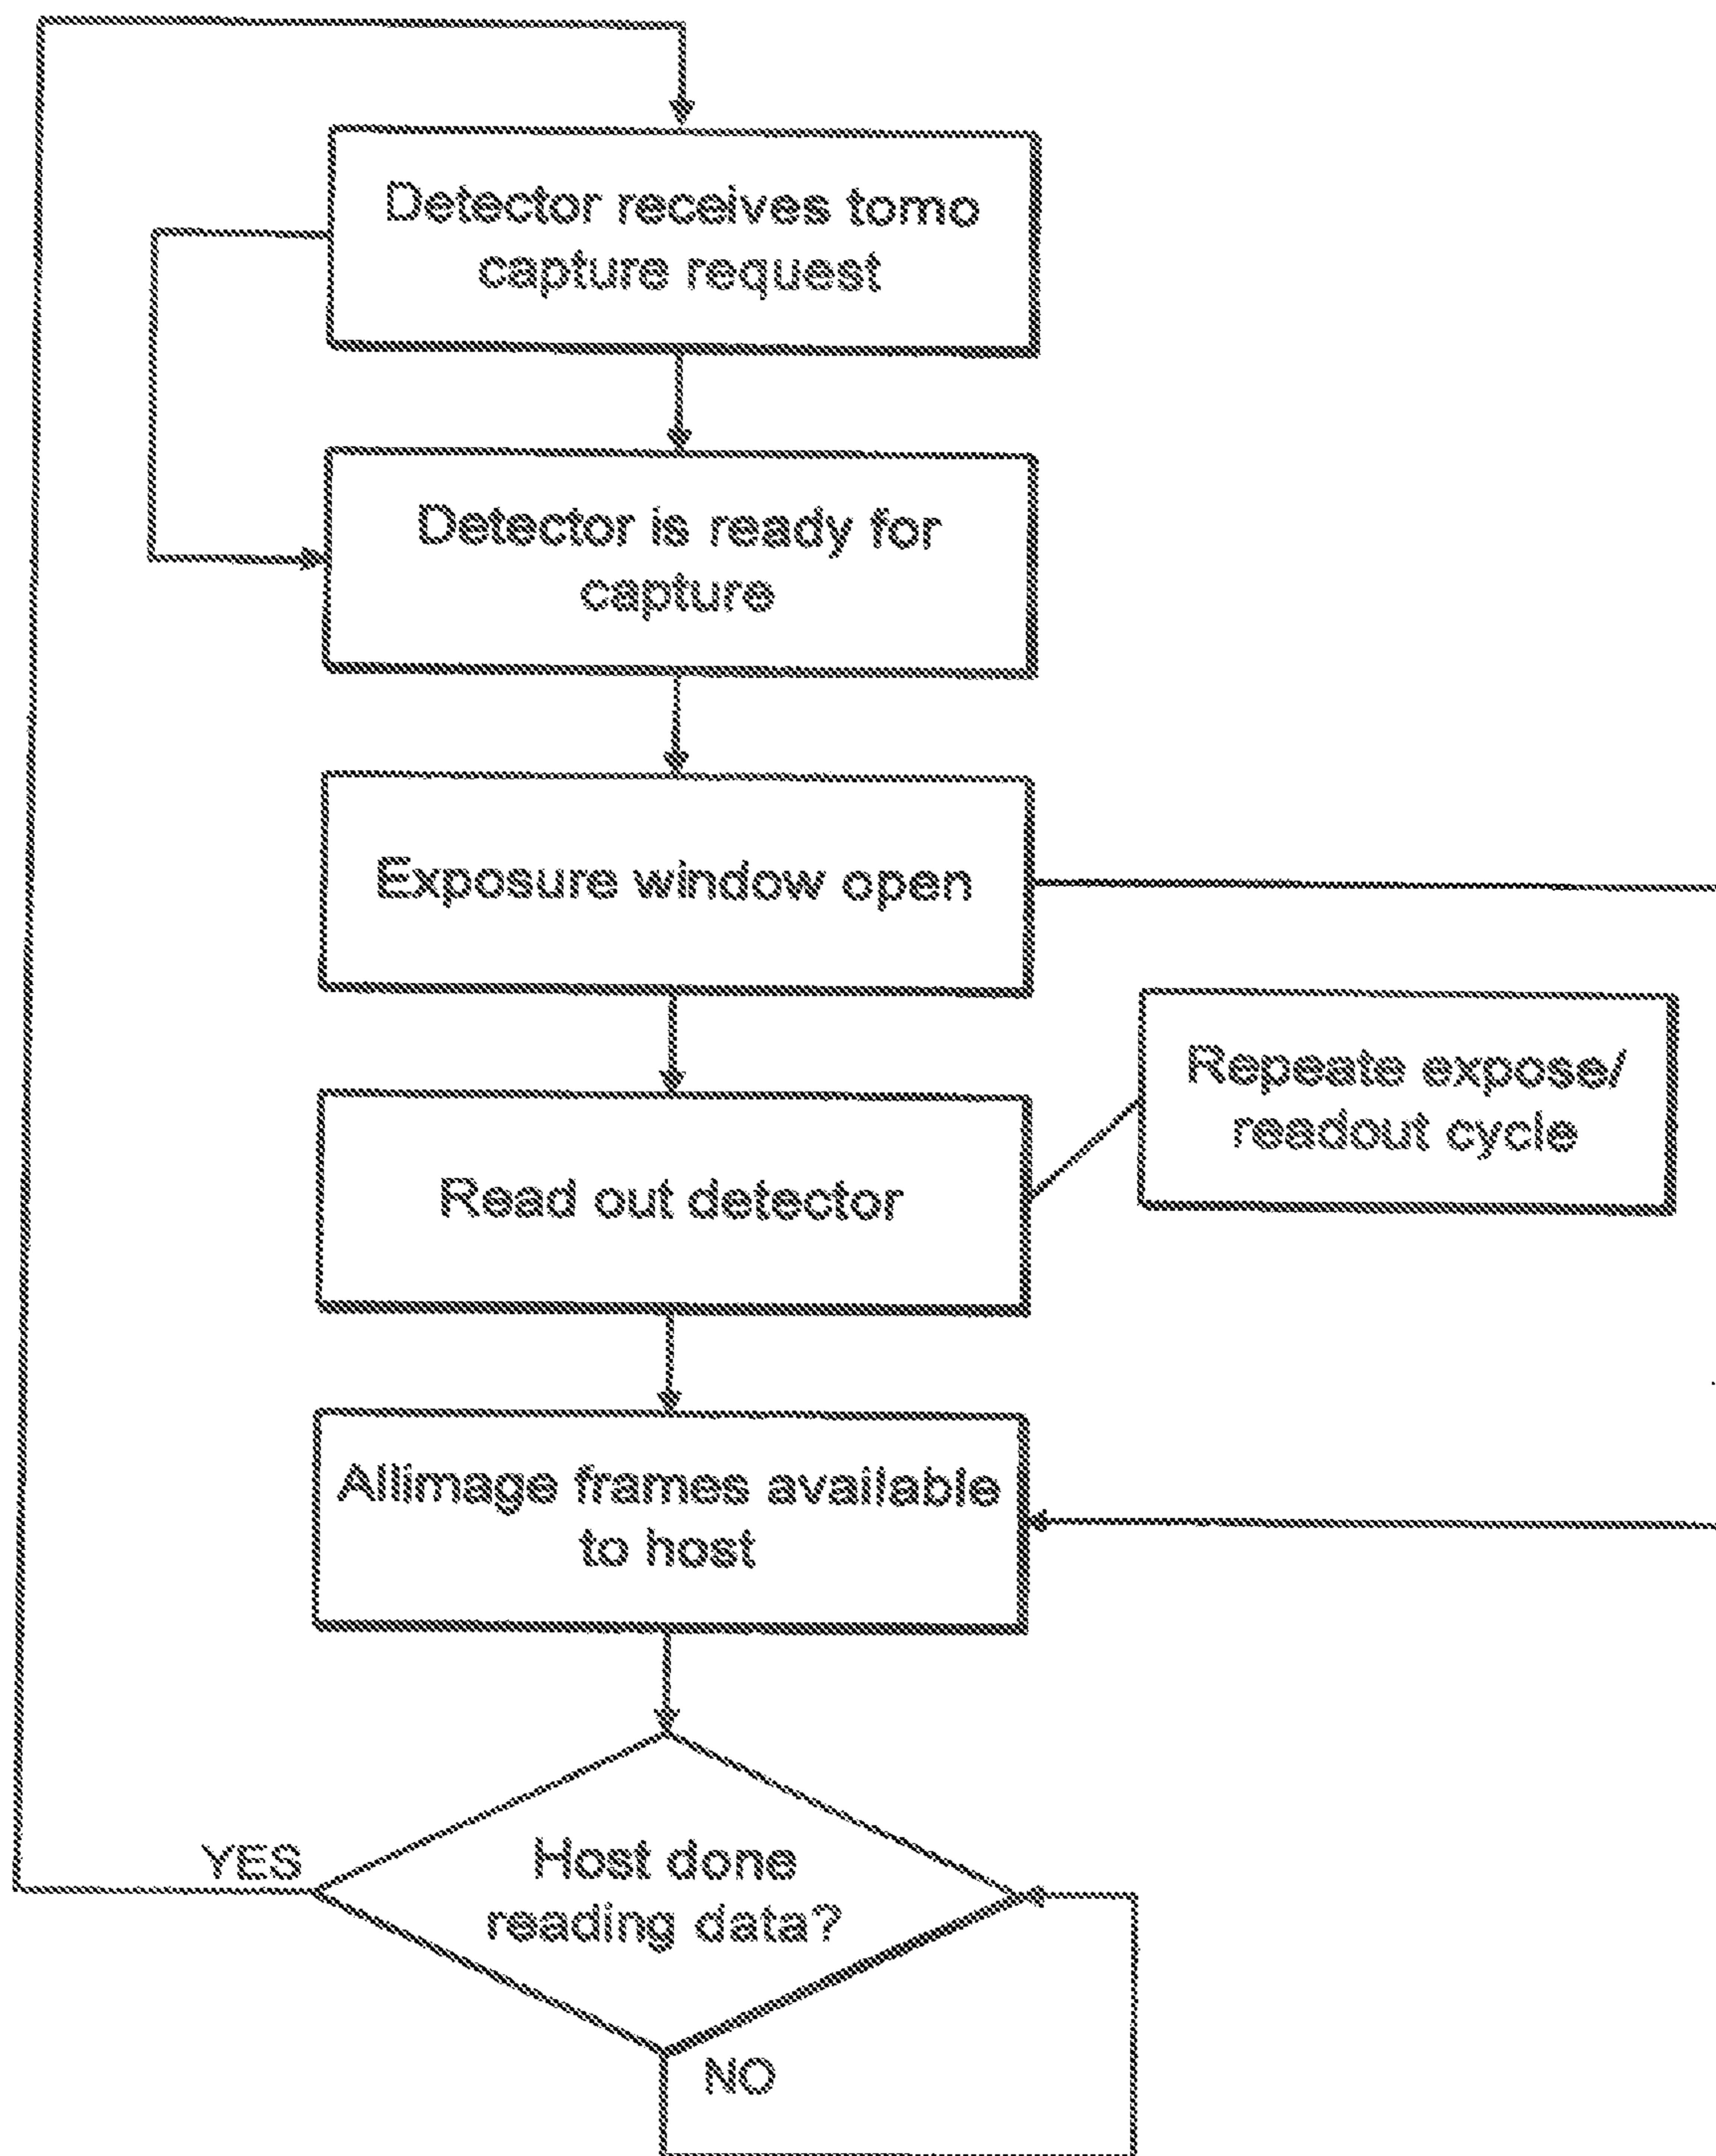 Detector receives tomo
capture request
Detector is ready for
capture
Exposure window open
Repeate expose/
readout cycle
Read out detector
Allimage frames available
to host
YES
Host done
reading data?
NO